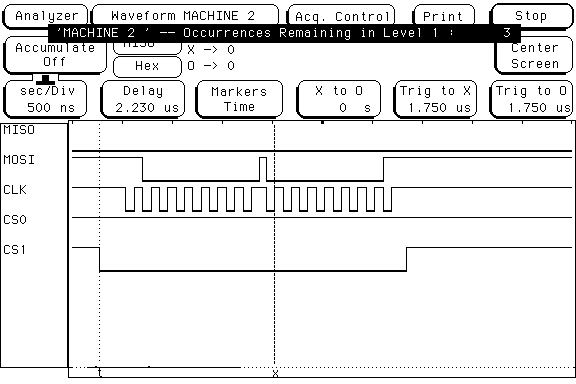 Analyzer Waveform MACHINE 2 Acq. Control Print Stop
'MACHINE 2 ' -- Occurrences Remaining in Level 1 : 3
Accumulate Off
MISO X -> 0
Hex O -> 0
Center Screen
sec/Div 500 ns
Delay 2.230 us
Markers Time
X to O 0 s
Trig to X 1.750 us
Trig to O 1.750 us
MISO
MOSI
CLK
CS0
CS1
t X